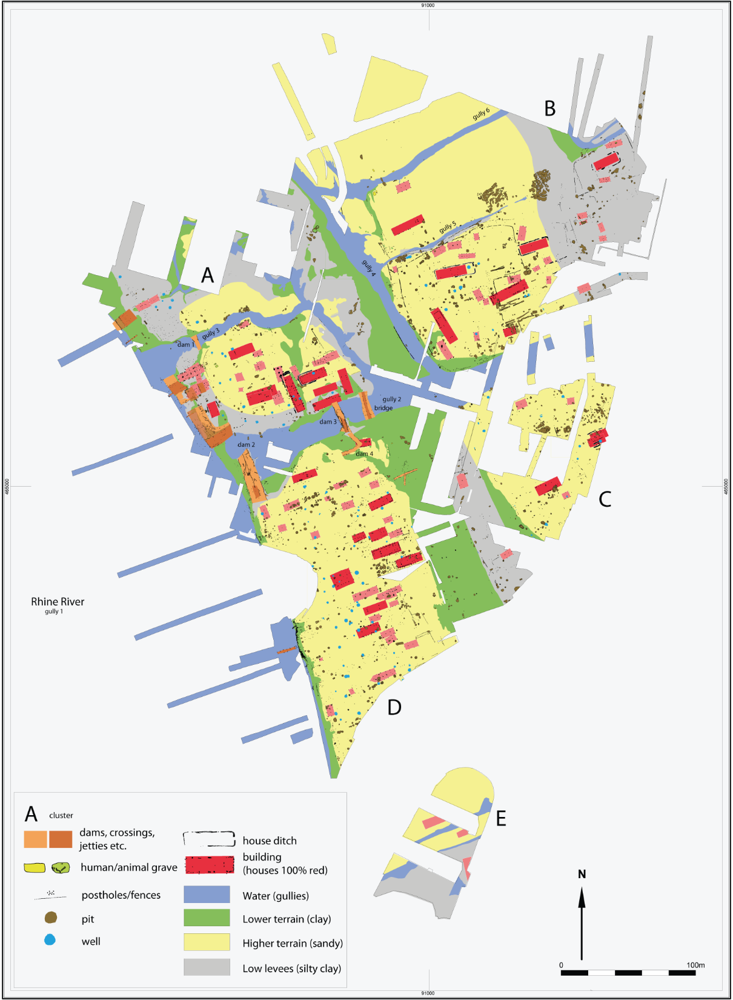 91000
B
gully 6
gully 5
gully 4
A
gully 3
dam 1
gully 2
bridge
dam 3
dam 2
dam 4
465000
465000
C
Rhine River
gully 1
D
E
A cluster
dams, crossings,
jetties etc.
human/animal grave
postholes/fences
pit
well
house ditch
building
(houses 100% red)
Water (gullies)
Lower terrain (clay)
Higher terrain (sandy)
Low levees (silty clay)
N
0 100m
91000